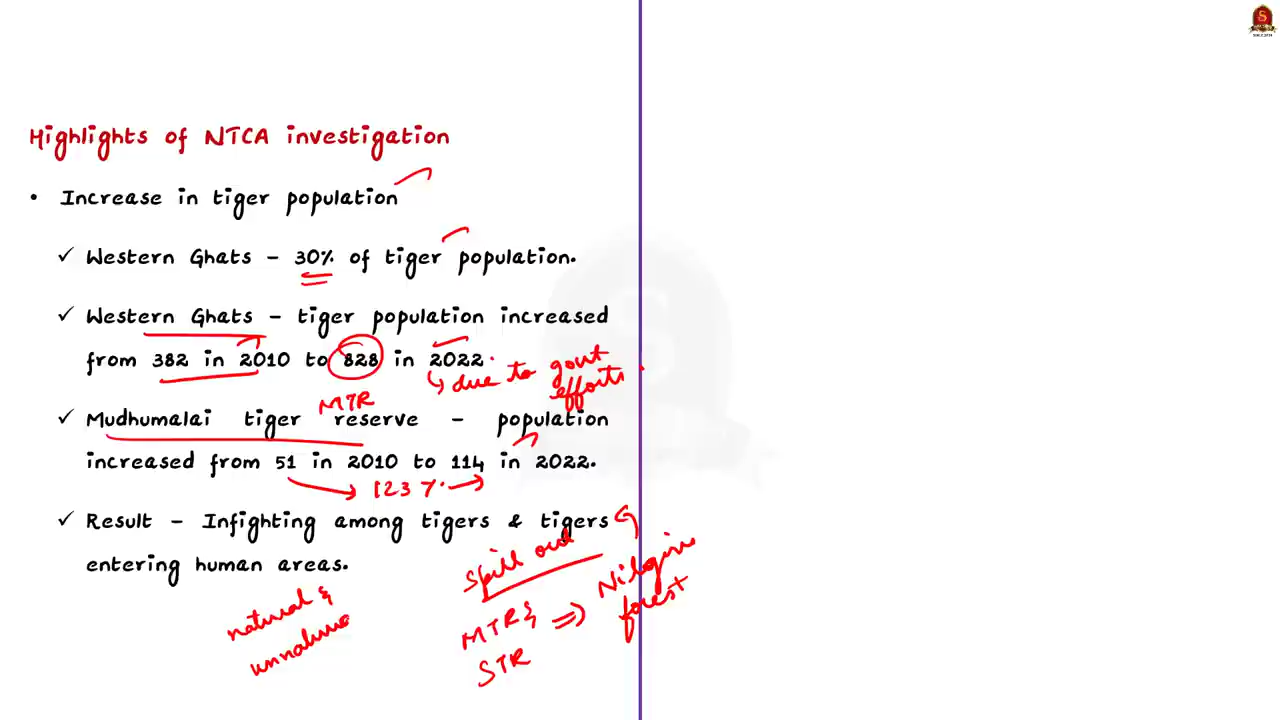 Highlights of NTCA investigation
• Increase in tiger population
✓ Western Ghats - 30% of tiger population.
✓ Western Ghats - tiger population increased
from 382 in 2010 to 828 in 2022.
due to govt
efforts
MTR
✓ Mudhumalai tiger reserve - population
increased from 51 in 2010 to 114 in 2022.
123%
✓ Result - Infighting among tigers & tigers
entering human areas.
spill out
natural &
MTR & ⇒ Nilgiri
forest
STR